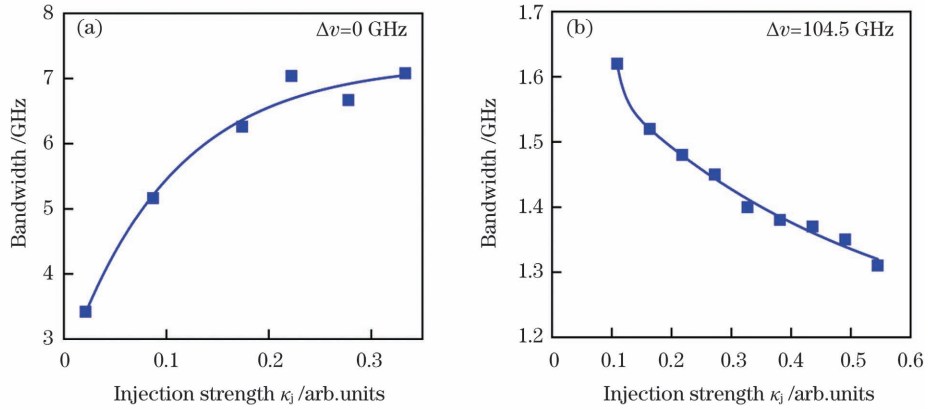 (a)
Δv=0 GHz
8
7
6
5
4
3
Bandwidth /GHz
0 0.1 0.2 0.3
Injection strength κj /arb.units
(b)
Δv=104.5 GHz
1.7
1.6
1.5
1.4
1.3
1.2
Bandwidth /GHz
0 0.1 0.2 0.3 0.4 0.5 0.6
Injection strength κj /arb.units